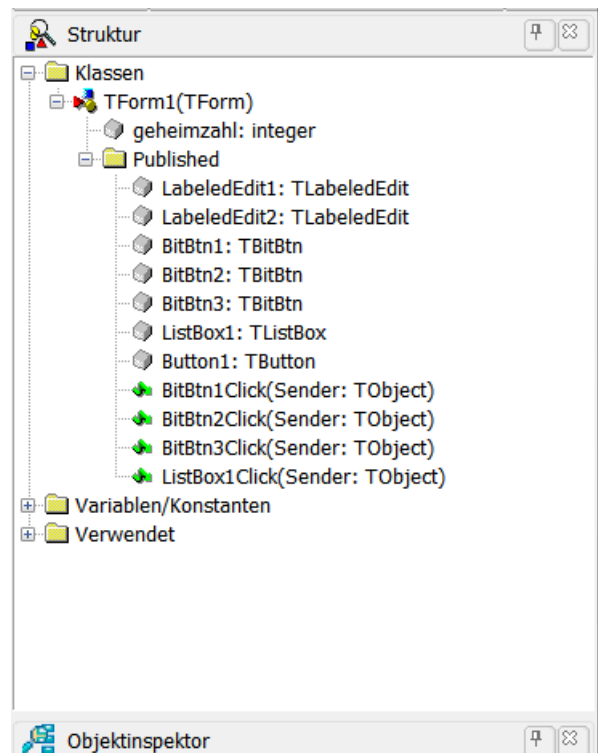 Struktur
Klassen
TForm1(TForm)
geheimzahl: integer
Published
LabeledEdit1: TLabeledEdit
LabeledEdit2: TLabeledEdit
BitBtn1: TBitBtn
BitBtn2: TBitBtn
BitBtn3: TBitBtn
ListBox1: TListBox
Button1: TButton
BitBtn1Click(Sender: TObject)
BitBtn2Click(Sender: TObject)
BitBtn3Click(Sender: TObject)
ListBox1Click(Sender: TObject)
Variablen/Konstanten
Verwendet
Objektinspektor